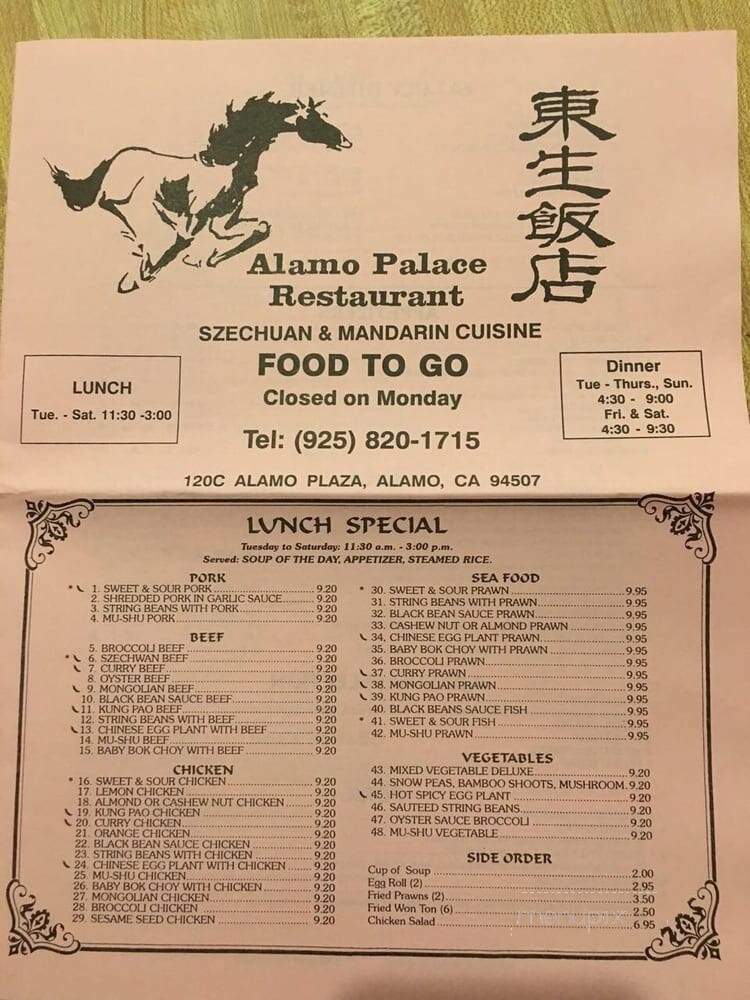 東生飯店
Alamo Palace
Restaurant
SZECHUAN & MANDARIN CUISINE
FOOD TO GO
Closed on Monday
LUNCH
Tue. - Sat. 11:30 -3:00
Dinner
Tue - Thurs., Sun.
4:30 - 9:00
Fri. & Sat.
4:30 - 9:30
Tel: (925) 820-1715
120C ALAMO PLAZA, ALAMO, CA 94507
LUNCH SPECIAL
Tuesday to Saturday: 11:30 a.m. - 3:00 p.m.
Served: SOUP OF THE DAY, APPETIZER, STEAMED RICE.
PORK
* 1. SWEET & SOUR PORK 9.20
2. SHREDDED PORK IN GARLIC SAUCE 9.20
3. STRING BEANS WITH PORK 9.20
4. MU-SHU PORK 9.20
BEEF
5. BROCCOLI BEEF 9.20
* 6. SZECHWAN BEEF 9.20
7. CURRY BEEF 9.20
8. OYSTER BEEF 9.20
9. MONGOLIAN BEEF 9.20
10. BLACK BEAN SAUCE BEEF 9.20
11. KUNG PAO BEEF 9.20
12. STRING BEANS WITH BEEF 9.20
13. CHINESE EGG PLANT WITH BEEF 9.20
14. MU-SHU BEEF 9.20
15. BABY BOK CHOY WITH BEEF 9.20
CHICKEN
* 16. SWEET & SOUR CHICKEN 9.20
17. LEMON CHICKEN 9.20
18. ALMOND OR CASHEW NUT CHICKEN 9.20
19. KUNG PAO CHICKEN 9.20
20. CURRY CHICKEN 9.20
21. ORANGE CHICKEN 9.20
22. BLACK BEAN SAUCE CHICKEN 9.20
23. STRING BEANS WITH CHICKEN 9.20
24. CHINESE EGG PLANT WITH CHICKEN 9.20
25. MU-SHU CHICKEN 9.20
26. BABY BOK CHOY WITH CHICKEN 9.20
27. MONGOLIAN CHICKEN 9.20
28. BROCCOLI CHICKEN 9.20
29. SESAME SEED CHICKEN 9.20
SEA FOOD
* 30. SWEET & SOUR PRAWN 9.95
31. STRING BEANS WITH PRAWN 9.95
32. BLACK BEAN SAUCE PRAWN 9.95
33. CASHEW NUT OR ALMOND PRAWN 9.95
34, CHINESE EGG PLANT PRAWN 9.95
35. BABY BOK CHOY WITH PRAWN 9.95
36. BROCCOLI PRAWN 9.95
37. CURRY PRAWN 9.95
38. MONGOLIAN PRAWN 9.95
39. KUNG PAO PRAWN 9.95
40. BLACK BEANS SAUCE FISH 9.95
* 41. SWEET & SOUR FISH 9.95
42. MU-SHU PRAWN 9.95
VEGETABLES
43. MIXED VEGETABLE DELUXE 9.20
44. SNOW PEAS, BAMBOO SHOOTS, MUSHROOM. 9.20
45. HOT SPICY EGG PLANT 9.20
46. SAUTEED STRING BEANS 9.20
47. OYSTER SAUCE BROCCOLI 9.20
48. MU-SHU VEGETABLE 9.20
SIDE ORDER
Cup of Soup 2.00
Egg Roll (2) 2.95
Fried Prawns (2) 3.50
Fried Won Ton (6) 2.50
Chicken Salad 6.95